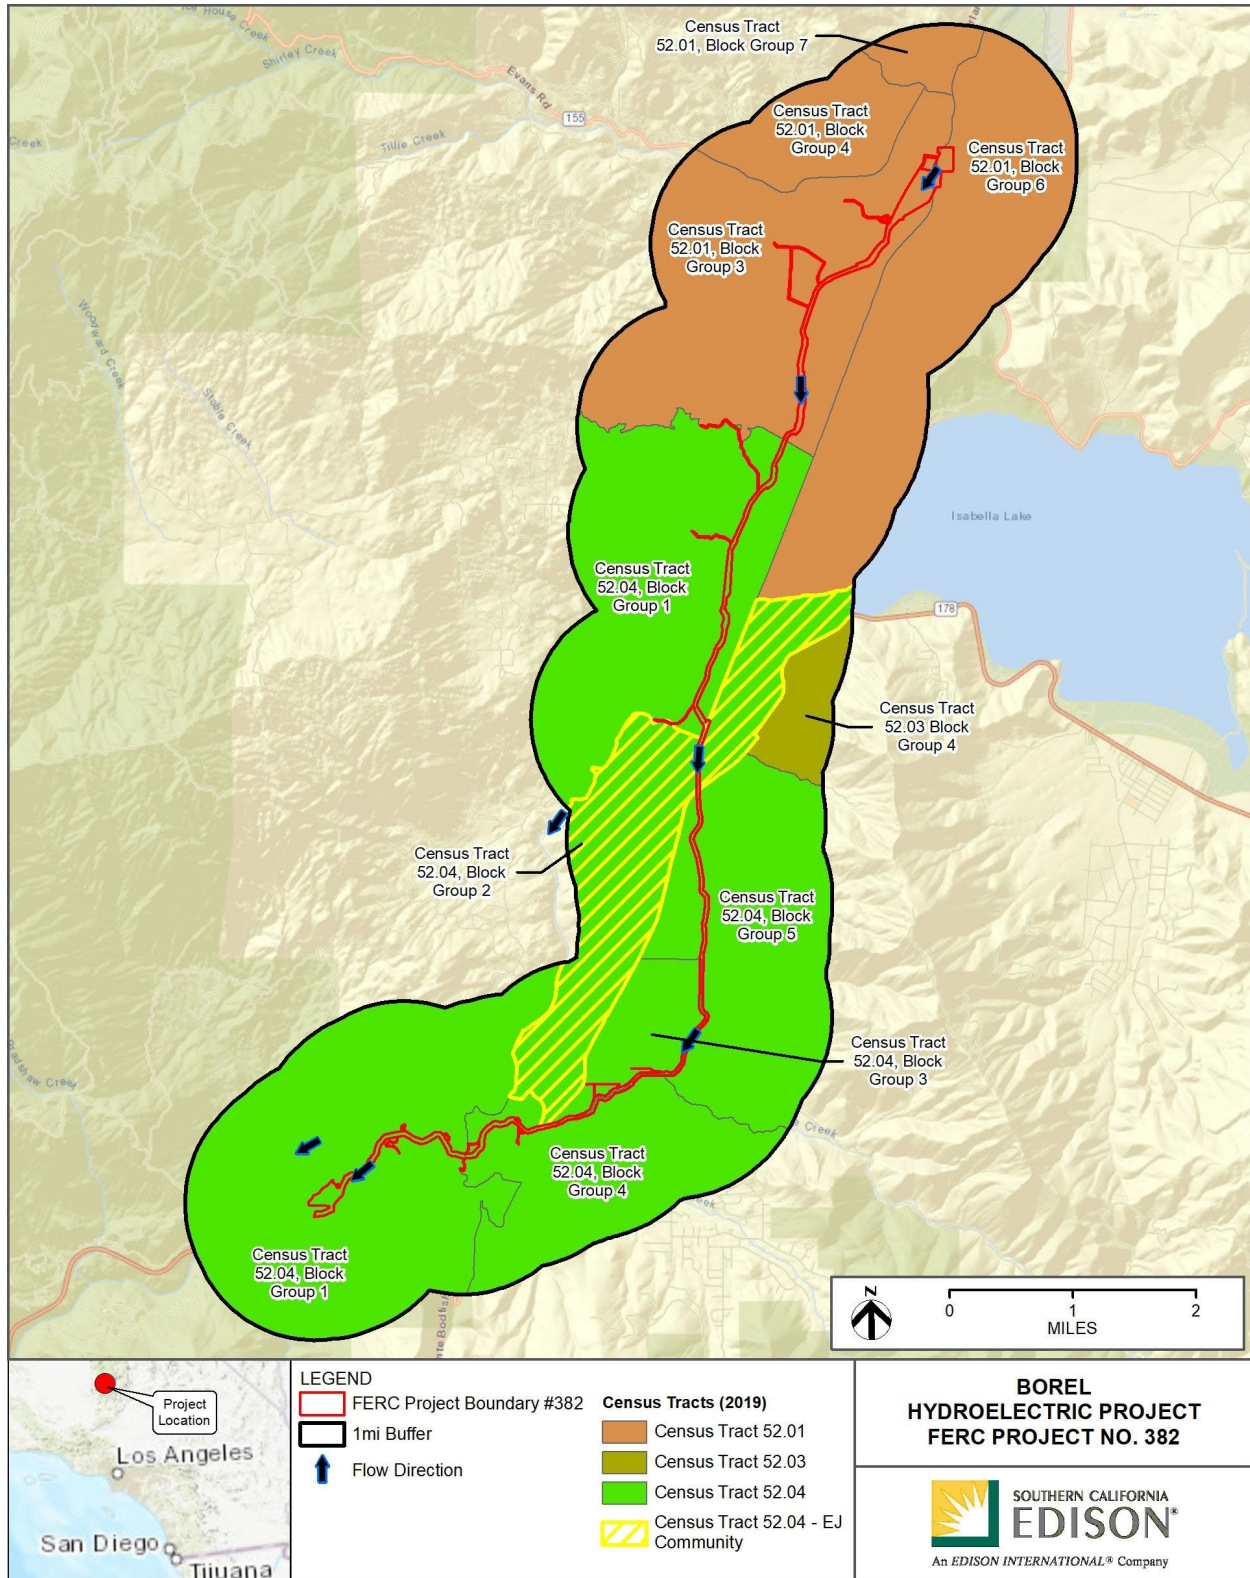 Census Tract
52.01, Block Group 7
House Creek
Shirley Creek
Evans Rd
155
Tillie Creek
Creek
Census Tract
52.01, Block
Group 4
Census Tract
52.01, Block
Group 6
Census Tract
52.01, Block
Group 3
Woodward Creek
Stable Creek
Isabella Lake
Census Tract
52.04, Block
Group 1
178
Census Tract
52.03 Block
Group 4
Census Tract
52.04, Block
Group 2
Census Tract
52.04, Block
Group 5
Census Tract
52.04, Block
Group 3
Creek
Creek
Census Tract
52.04, Block
Group 4
Census Tract
52.04, Block
Group 1
N
0 1 2
MILES
Project
Location
Los Angeles
San Diego
Tijuana
LEGEND
FERC Project Boundary #382
1mi Buffer
Flow Direction
Census Tracts (2019)
Census Tract 52.01
Census Tract 52.03
Census Tract 52.04
Census Tract 52.04 - EJ
Community
BOREL
HYDROELECTRIC PROJECT
FERC PROJECT NO. 382
SOUTHERN CALIFORNIA
EDISON®
An EDISON INTERNATIONAL® Company